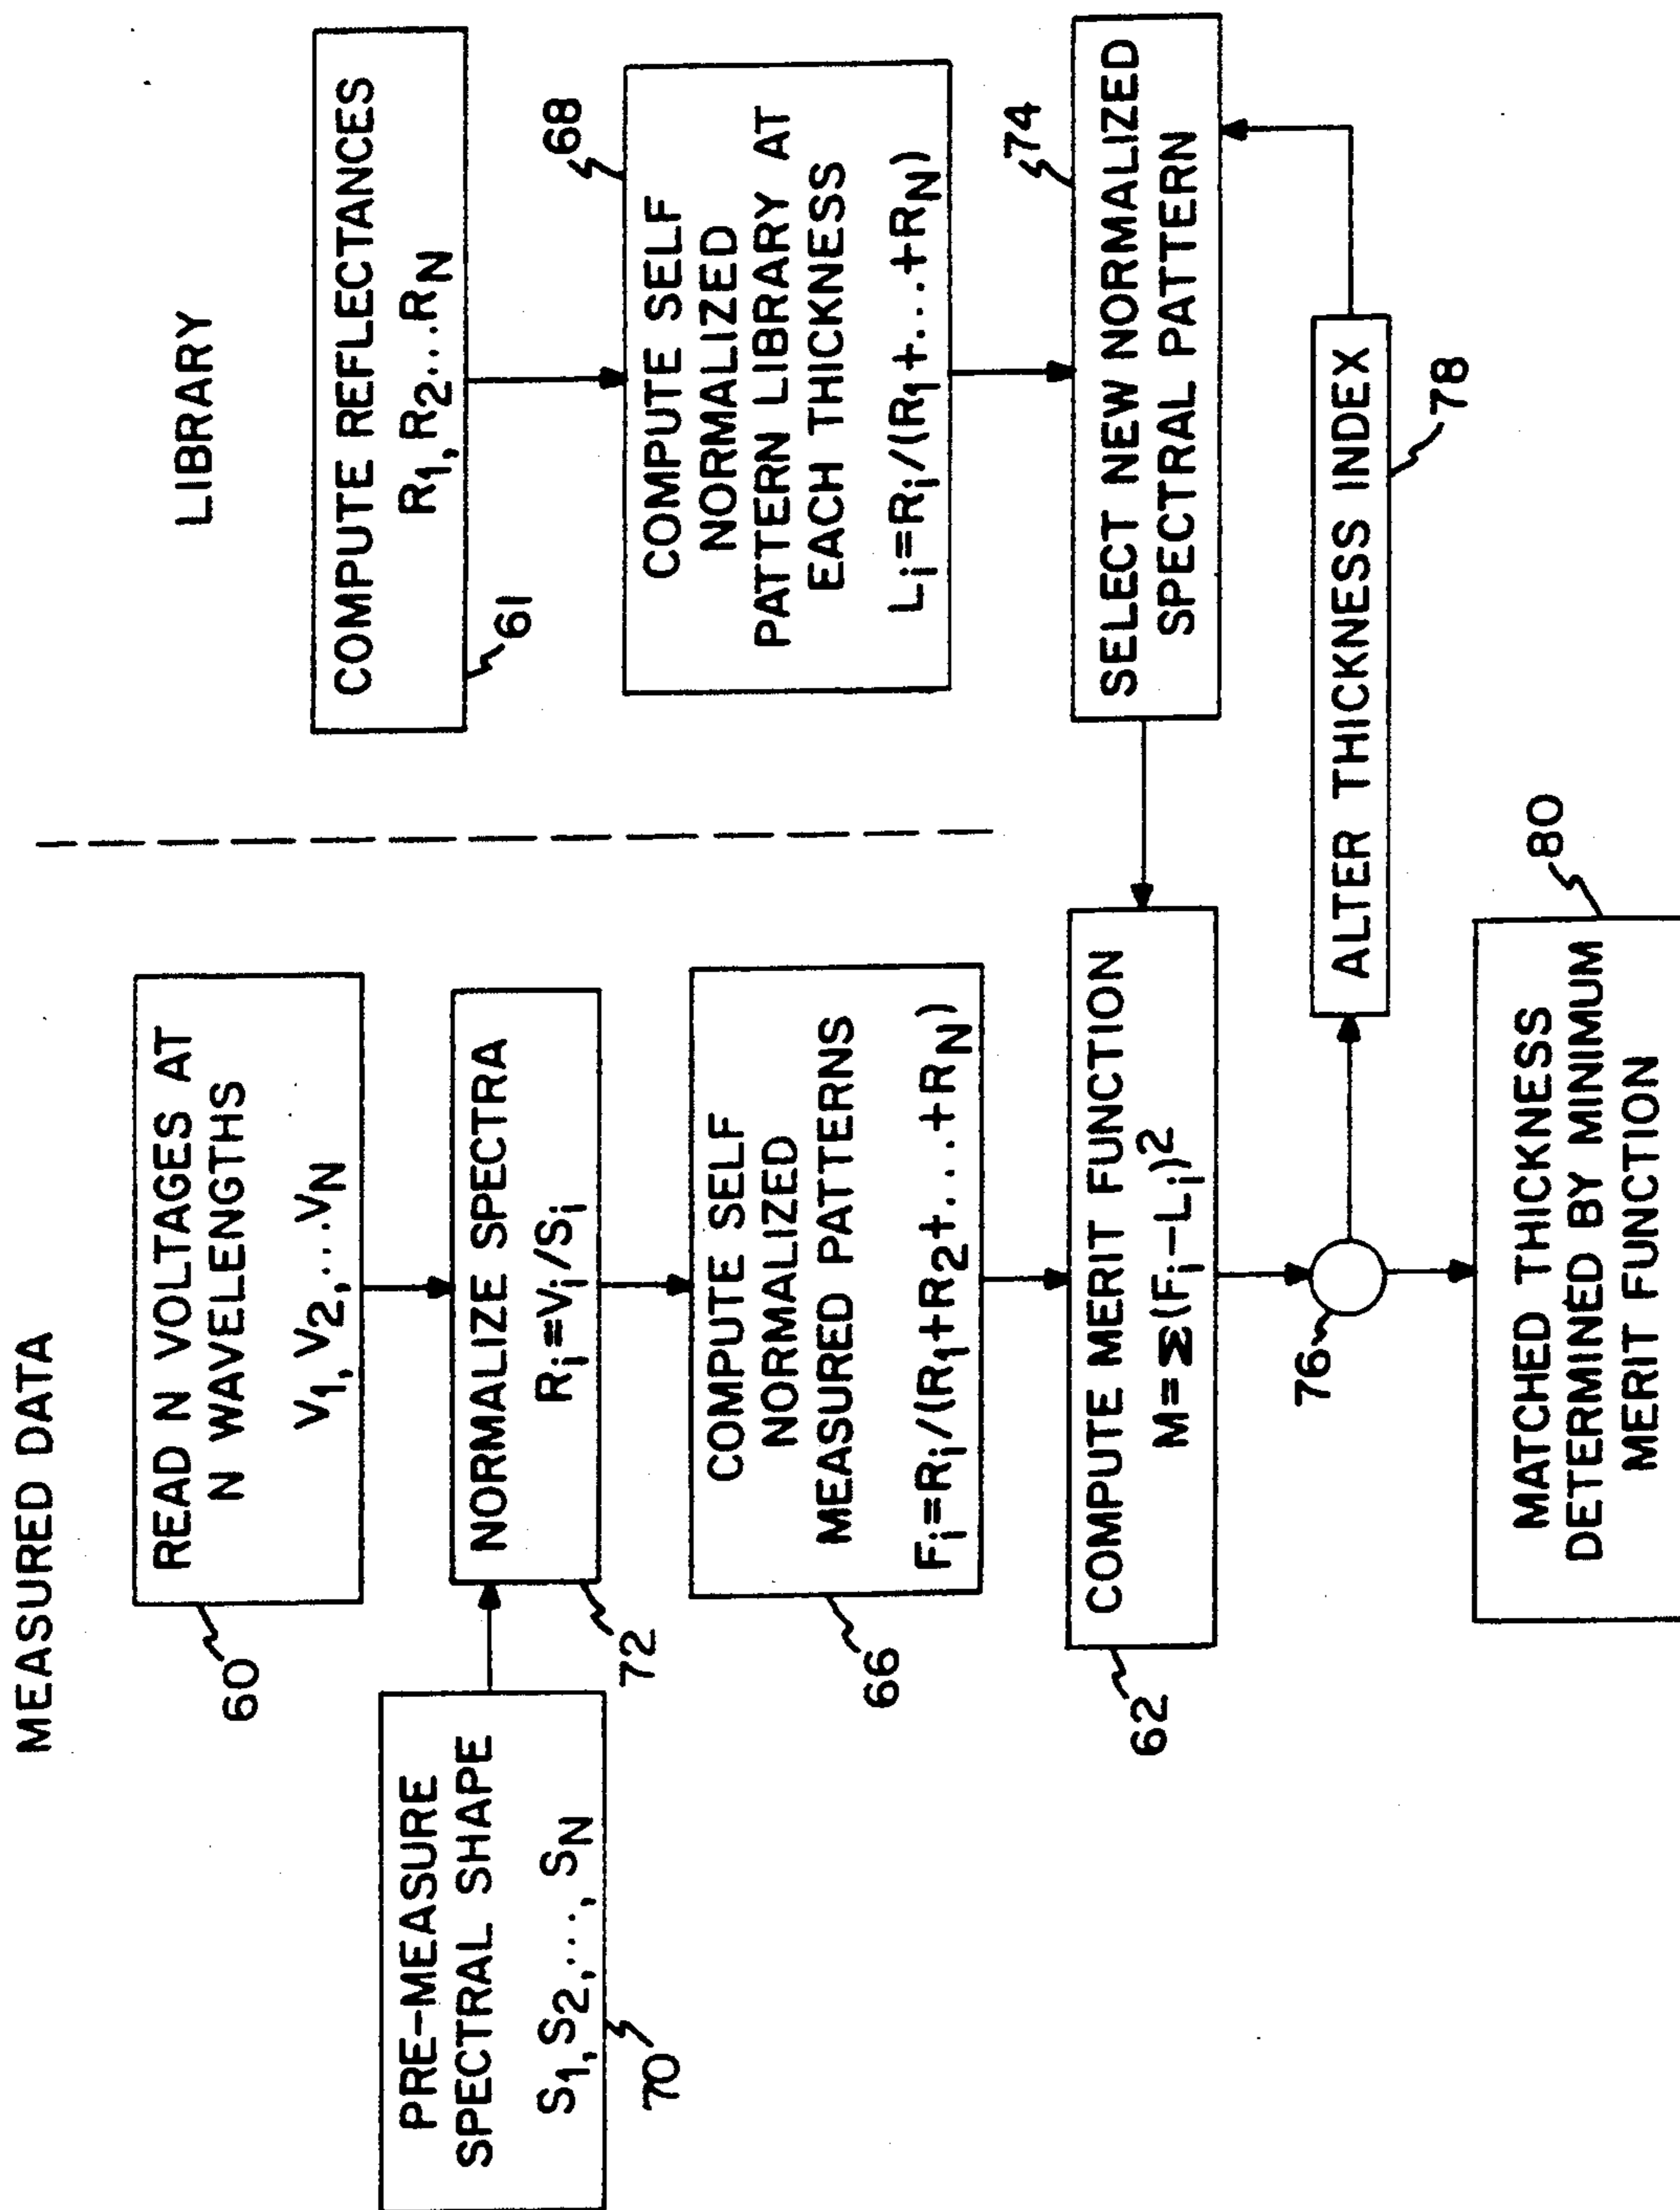 MEASURED DATA
LIBRARY
PRE-MEASURE
SPECTRAL SHAPE
S1, S2, ..., SN
70
READ N VOLTAGES AT
N WAVELENGTHS
V1, V2, ...VN
60
NORMALIZE SPECTRA
Ri=Vi/Si
72
COMPUTE SELF
NORMALIZED
MEASURED PATTERNS
Fi=Ri/(R1+R2+...+RN)
66
COMPUTE MERIT FUNCTION
M=Σ(Fi-Li)2
62
76
MATCHED THICKNESS
DETERMINED BY MINIMUM
MERIT FUNCTION
80
COMPUTE REFLECTANCES
R1, R2...RN
61
COMPUTE SELF
NORMALIZED
PATTERN LIBRARY AT
EACH THICKNESS
Li=Ri/(R1+...+RN)
68
SELECT NEW NORMALIZED
SPECTRAL PATTERN
74
ALTER THICKNESS INDEX
78